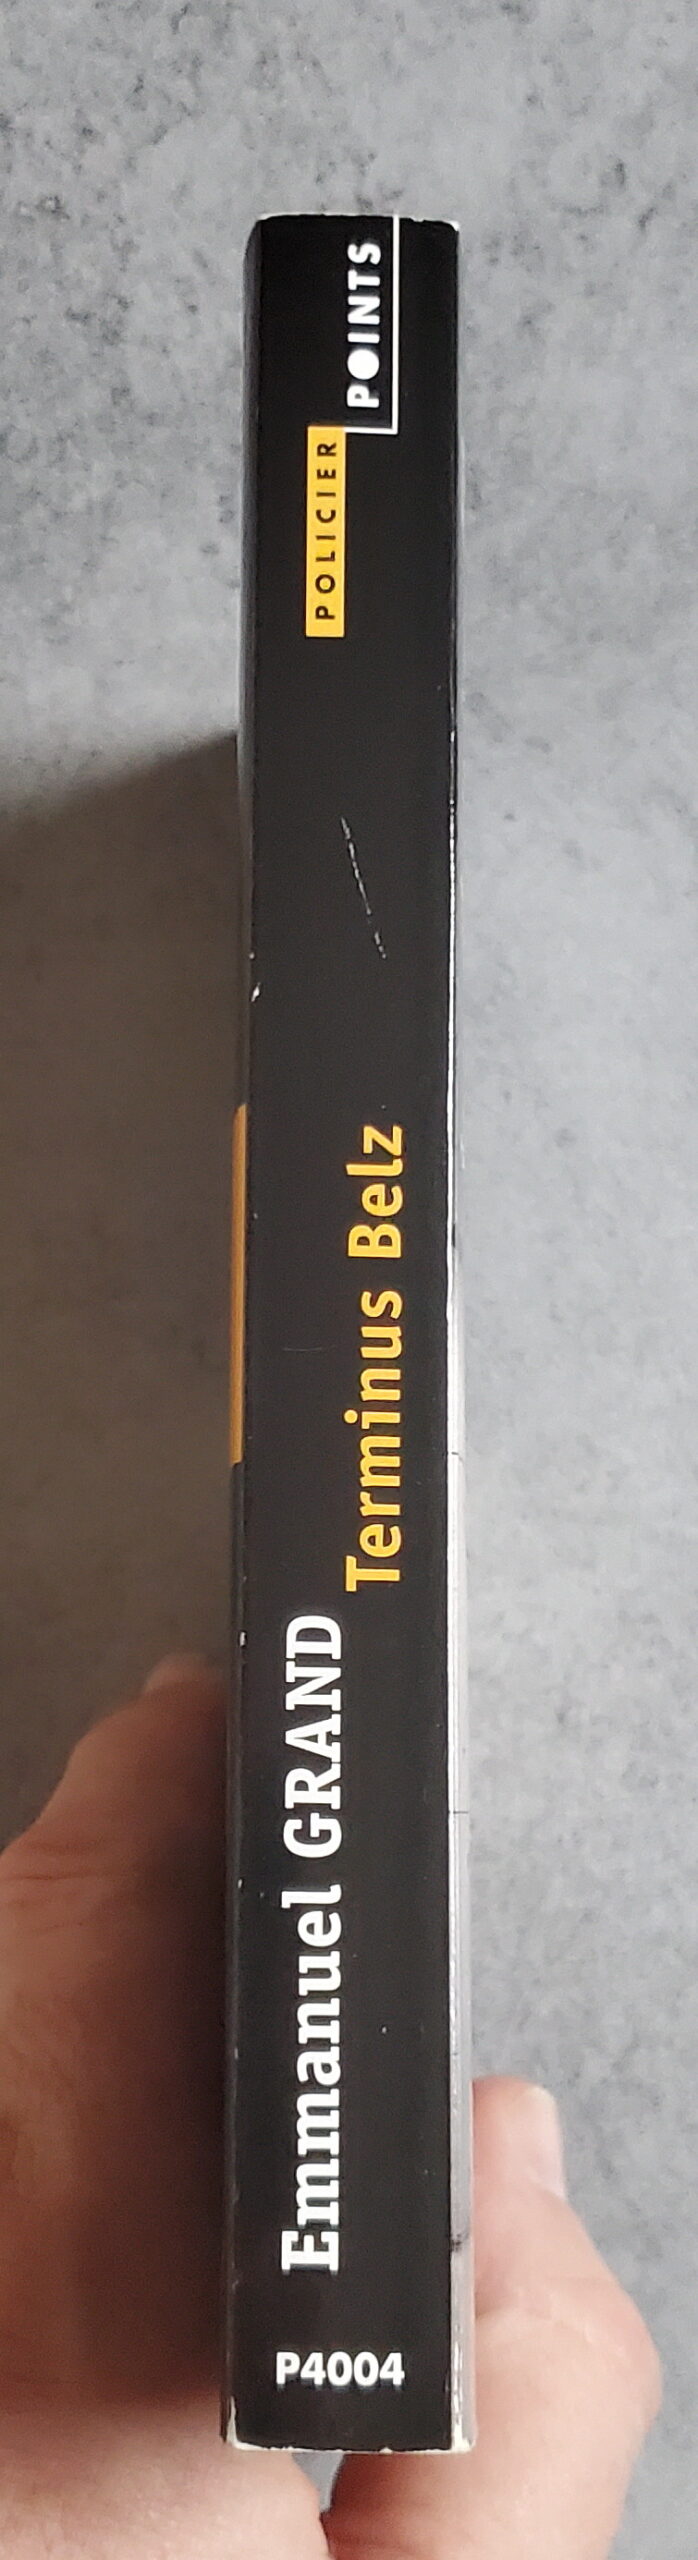 POINTS
POLICIER
Terminus Belz
Emmanuel GRAND
P4004